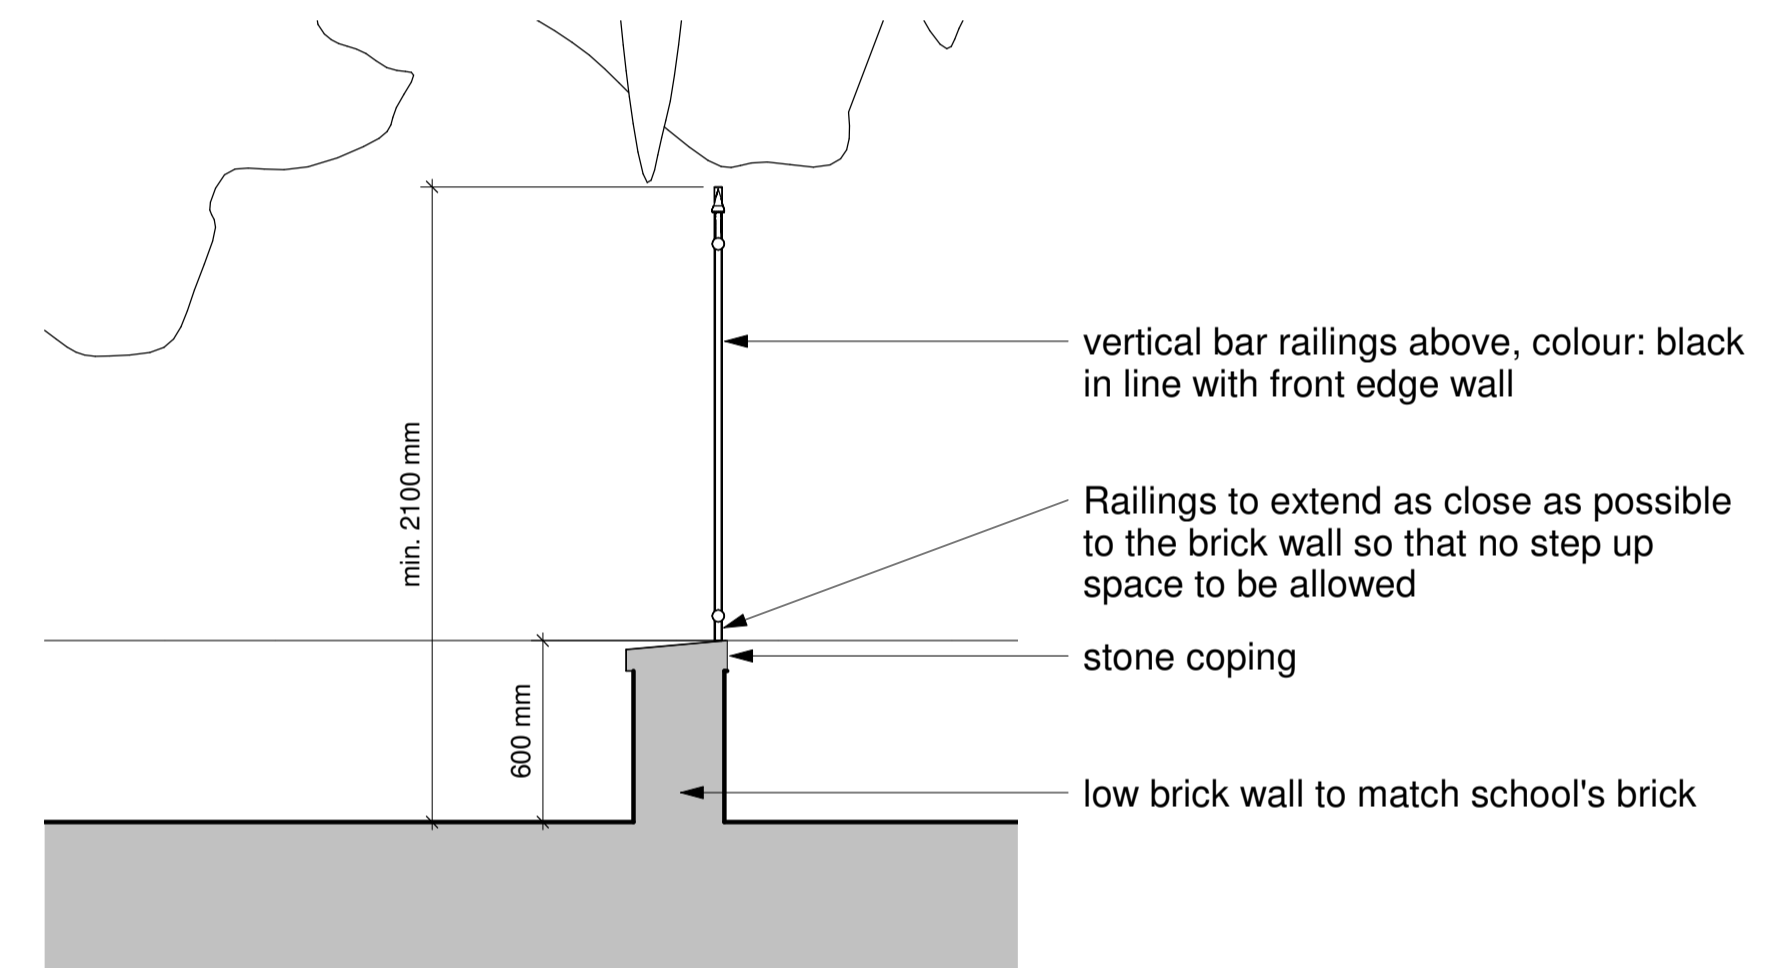 vertical bar railings above, colour: black
in line with front edge wall
min. 2100 mm
Railings to extend as close as possible
to the brick wall so that no step up
space to be allowed
stone coping
600 mm
low brick wall to match school's brick